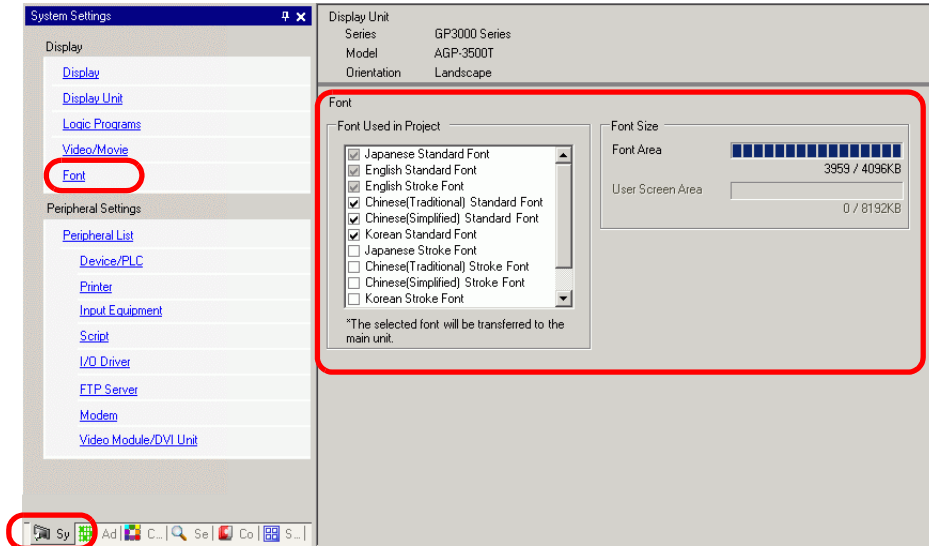 System Settings
Display
Display
Display Unit
Logic Programs
Video/Movie
Font
Peripheral Settings
Peripheral List
Device/PLC
Printer
Input Equipment
Script
I/O Driver
FTP Server
Modem
Video Module/DVI Unit
Sy
Ad
C...
Se
Co
S...
Display Unit
Series GP3000 Series
Model AGP-3500T
Orientation Landscape
Font
Font Used in Project
Japanese Standard Font
English Standard Font
English Stroke Font
Chinese(Traditional) Standard Font
Chinese(Simplified) Standard Font
Korean Standard Font
Japanese Stroke Font
Chinese(Traditional) Stroke Font
Chinese(Simplified) Stroke Font
Korean Stroke Font
*The selected font will be transferred to the
main unit.
Font Size
Font Area
3959 / 4096KB
User Screen Area
0 / 8192KB